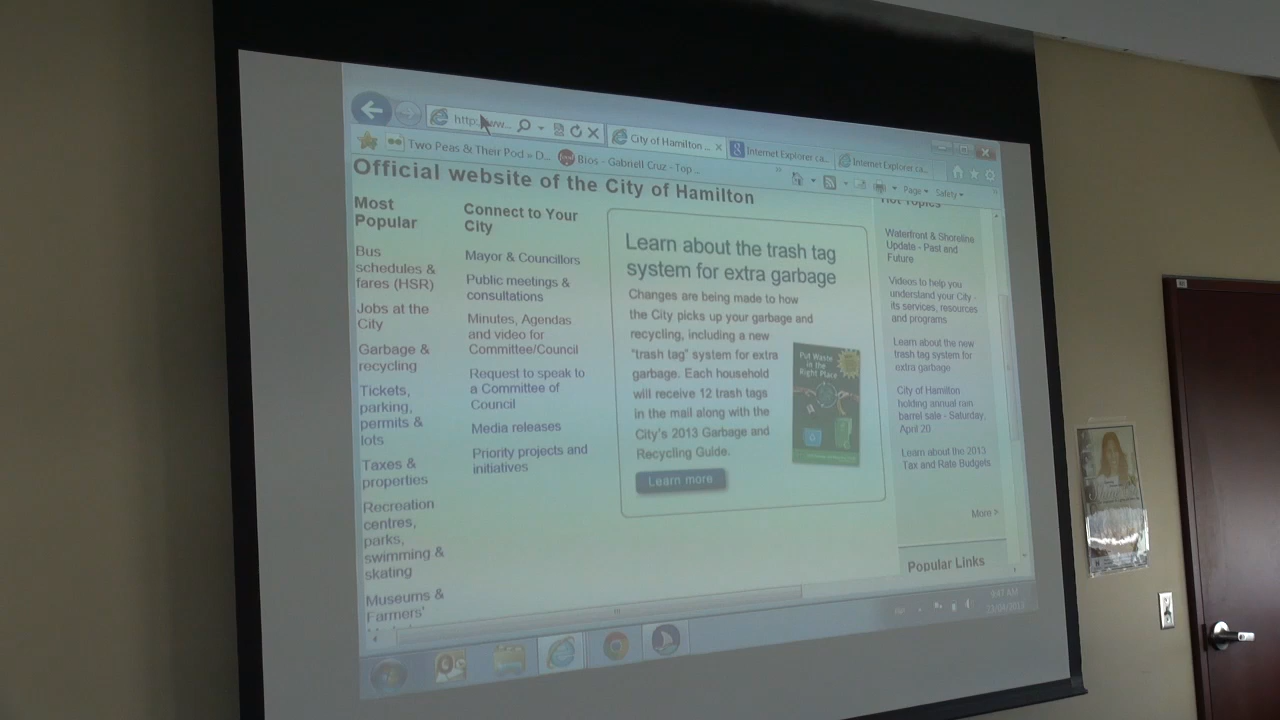 http: ww...
City of Hamilton ...
Internet Explorer ca...
Internet Explorer ca...
Two Peas & Their Pod » D...
Bios - Gabriell Cruz - Top ...
Page
Safety
Official website of the City of Hamilton
Most
Popular
Bus
schedules &
fares (HSR)
Jobs at the
City
Garbage &
recycling
Tickets,
parking,
permits &
lots
Taxes &
properties
Recreation
centres,
parks,
swimming &
skating
Museums &
Farmers'
Connect to Your
City
Mayor & Councillors
Public meetings &
consultations
Minutes, Agendas
and video for
Committee/Council
Request to speak to
a Committee of
Council
Media releases
Priority projects and
initiatives
Learn about the trash tag
system for extra garbage
Changes are being made to how
the City picks up your garbage and
recycling, including a new
"trash tag" system for extra
garbage. Each household
will receive 12 trash tags
in the mail along with the
City's 2013 Garbage and
Recycling Guide.
Learn more
Put Waste
in the
Right Place
Hot Topics
Waterfront & Shoreline
Update - Past and
Future
Videos to help you
understand your City -
its services, resources
and programs
Learn about the new
trash tag system for
extra garbage
City of Hamilton
holding annual rain
barrel sale - Saturday,
April 20
Learn about the 2013
Tax and Rate Budgets
More >
Popular Links
9:47 AM